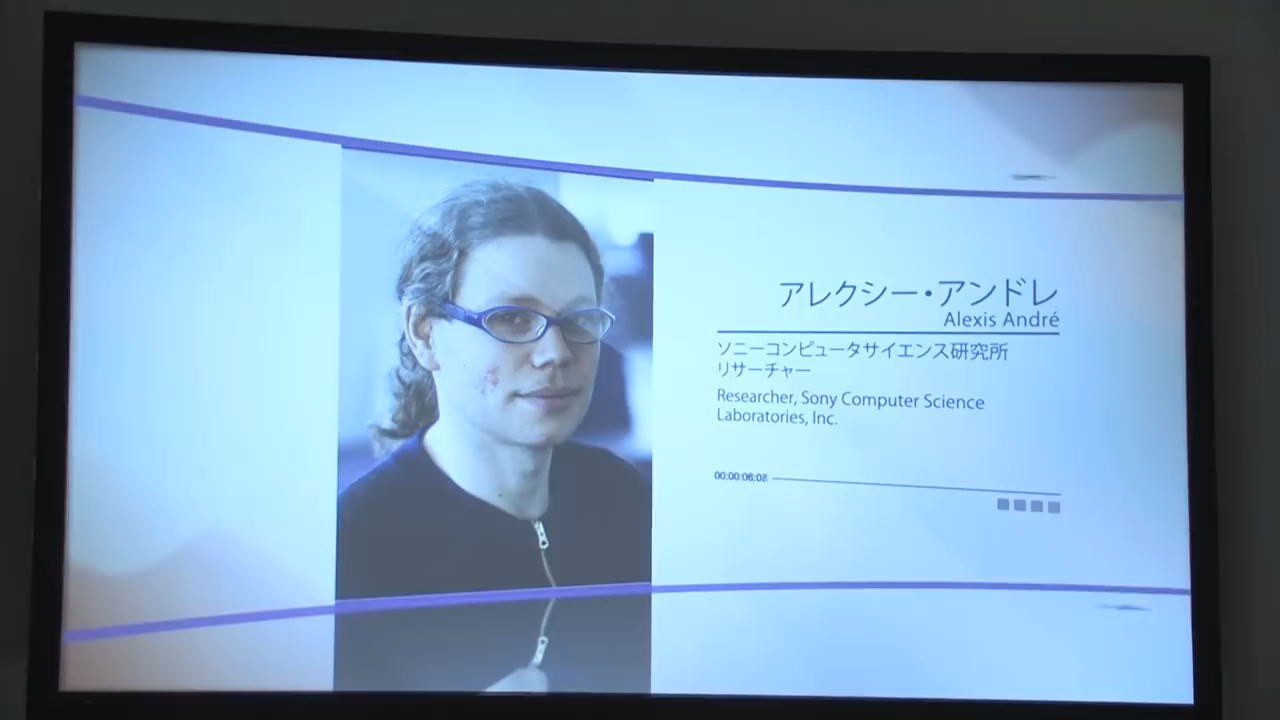 アレクシー・アンドレ
Alexis André
ソニーコンピュータサイエンス研究所
リサーチャー
Researcher, Sony Computer Science
Laboratories, Inc.